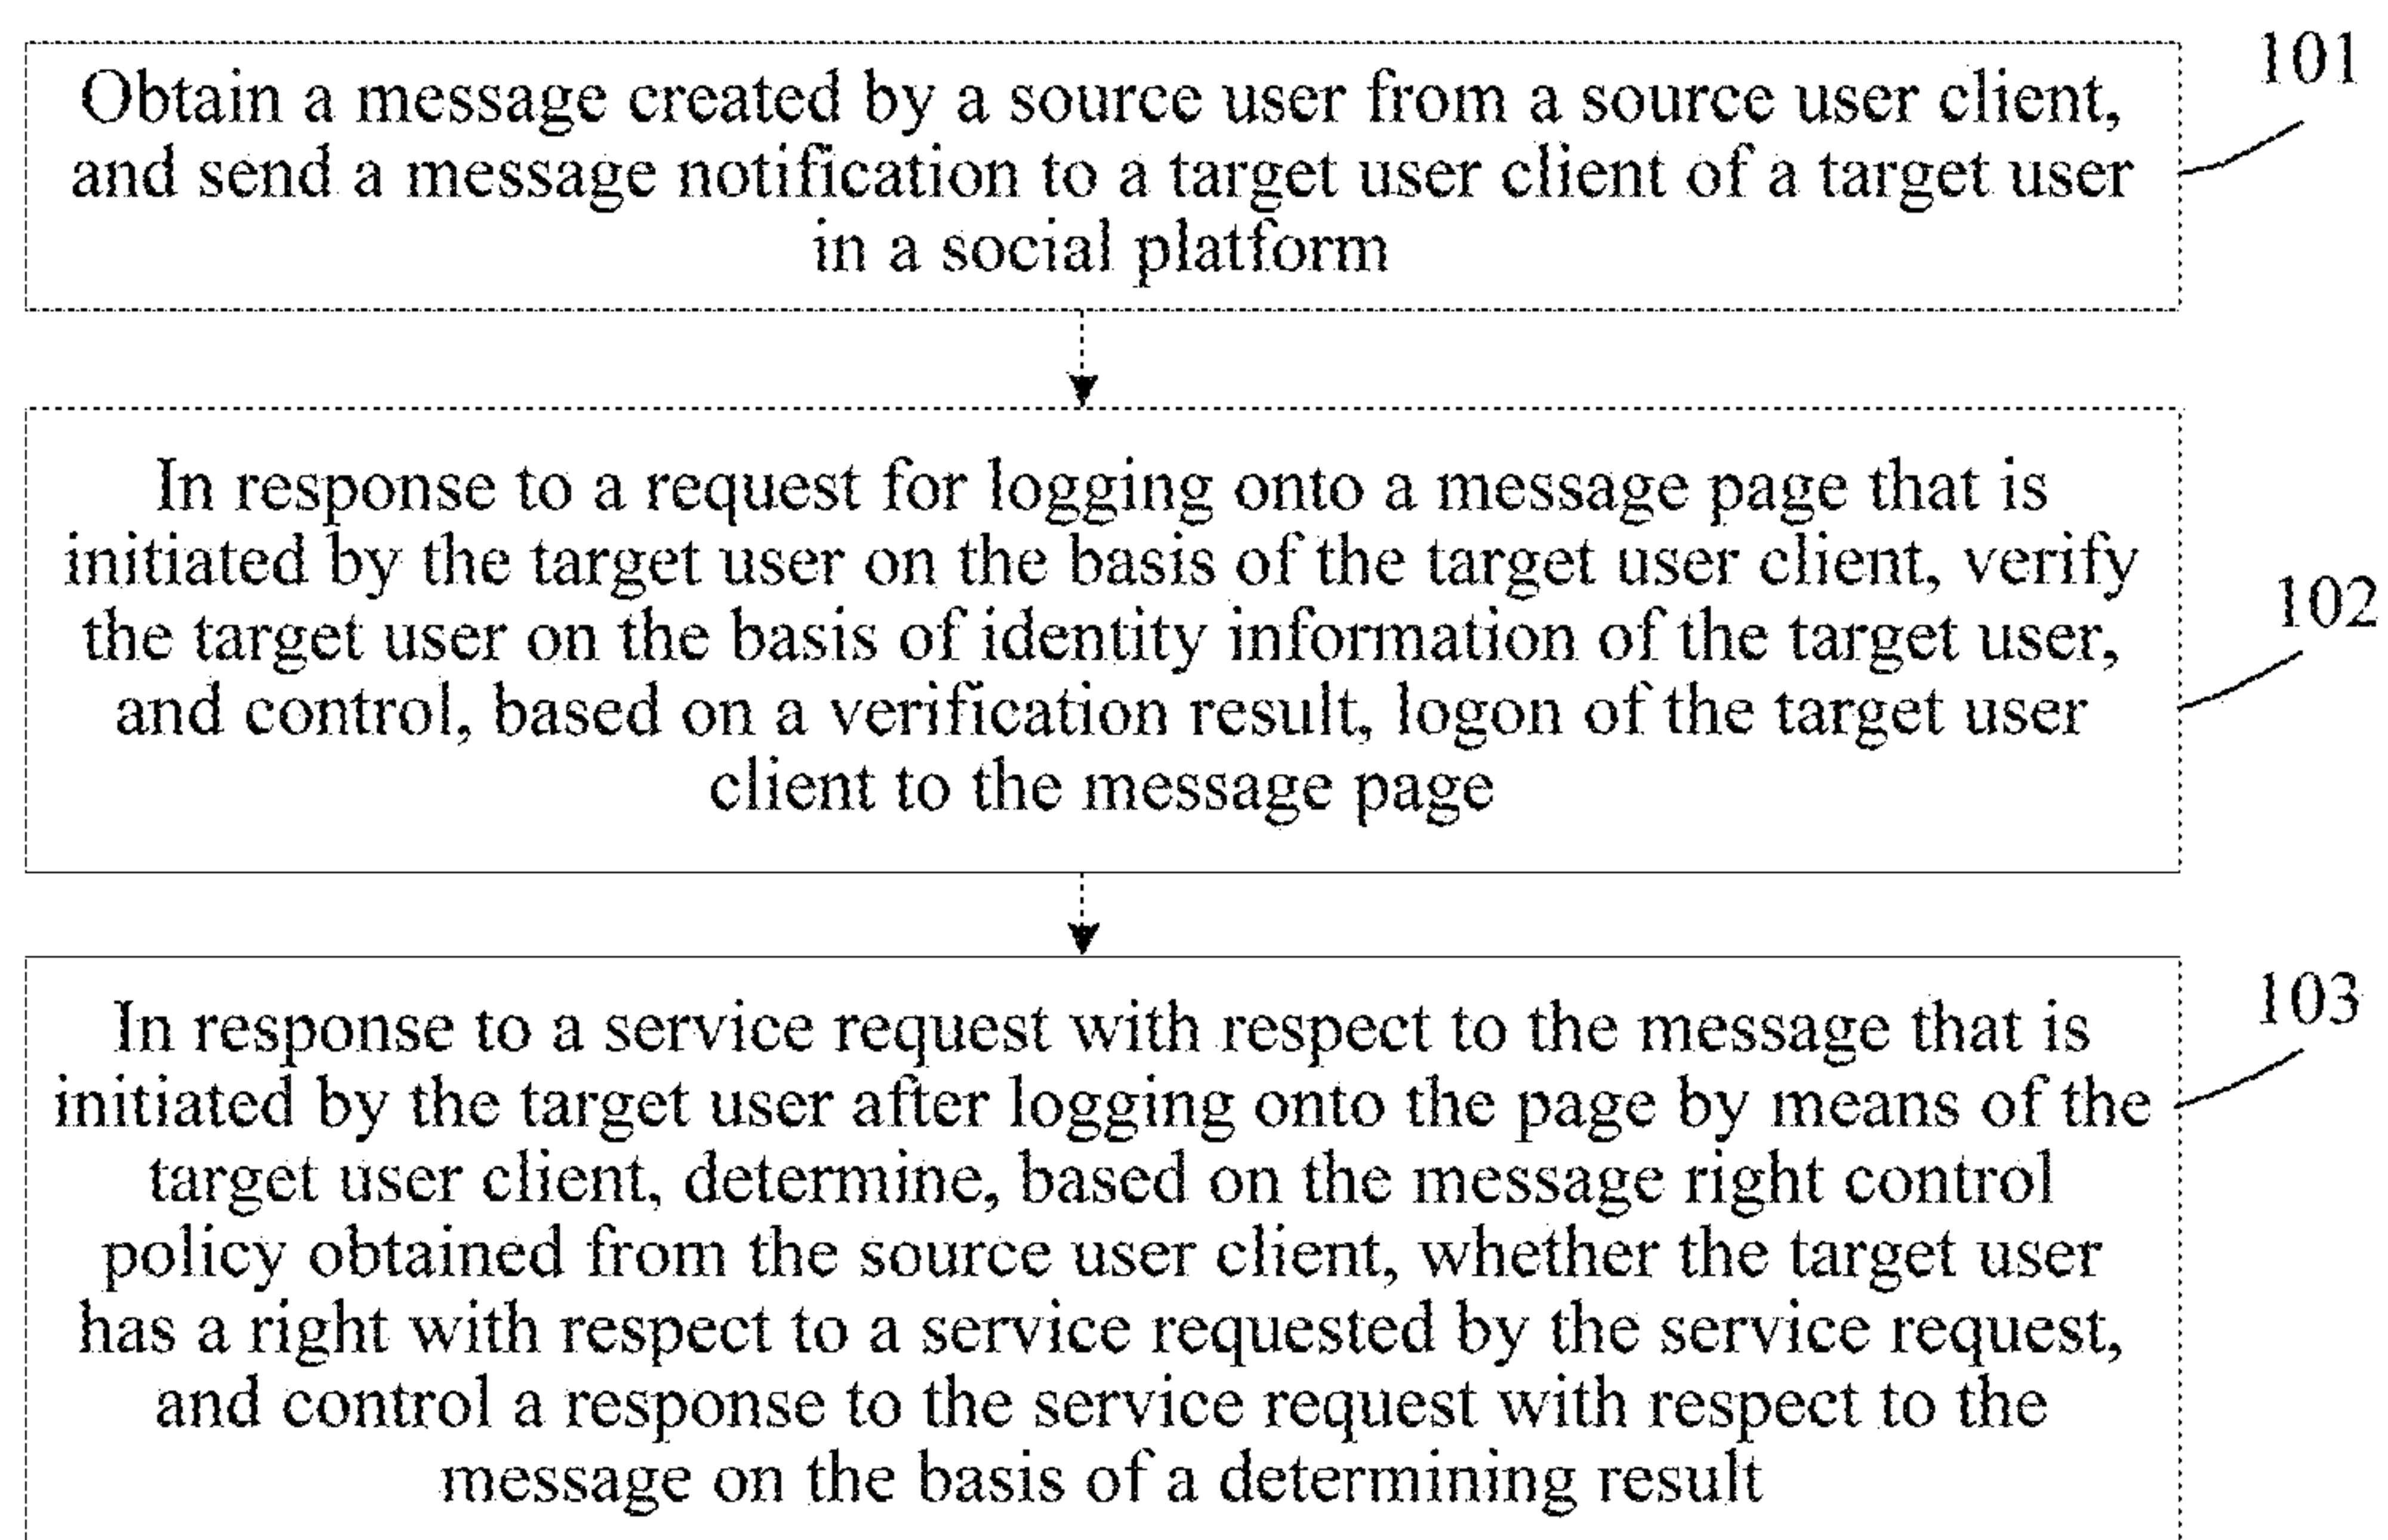 101
Obtain a message created by a source user from a source user client,
and send a message notification to a target user client of a target user
in a social platform
In response to a request for logging onto a message page that is
initiated by the target user on the basis of the target user client, verify
the target user on the basis of identity information of the target user,
and control, based on a verification result, logon of the target user
client to the message page
102
In response to a service request with respect to the message that is
initiated by the target user after logging onto the page by means of the
target user client, determine, based on the message right control
policy obtained from the source user client, whether the target user
has a right with respect to a service requested by the service request,
and control a response to the service request with respect to the
message on the basis of a determining result
103